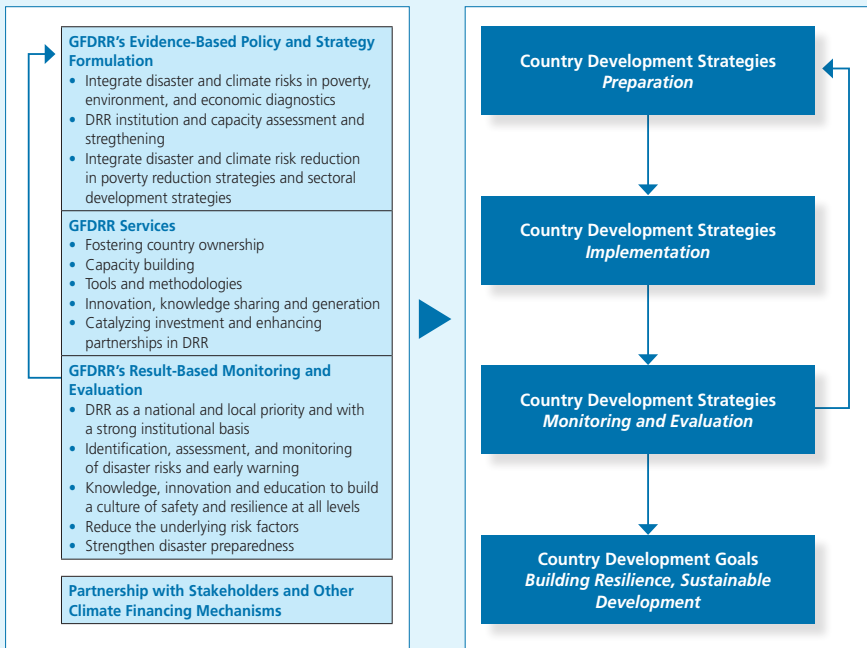 GFDRR's Evidence-Based Policy and Strategy
Formulation
• Integrate disaster and climate risks in poverty,
environment, and economic diagnostics
• DRR institution and capacity assessment and
stregthening
• Integrate disaster and climate risk reduction
in poverty reduction strategies and sectoral
development strategies
GFDRR Services
• Fostering country ownership
• Capacity building
• Tools and methodologies
• Innovation, knowledge sharing and generation
• Catalyzing investment and enhancing
partnerships in DRR
GFDRR's Result-Based Monitoring and
Evaluation
• DRR as a national and local priority and with
a strong institutional basis
• Identification, assessment, and monitoring
of disaster risks and early warning
• Knowledge, innovation and education to build
a culture of safety and resilience at all levels
• Reduce the underlying risk factors
• Strengthen disaster preparedness
Partnership with Stakeholders and Other
Climate Financing Mechanisms
Country Development Strategies
Preparation
Country Development Strategies
Implementation
Country Development Strategies
Monitoring and Evaluation
Country Development Goals
Building Resilience, Sustainable
Development